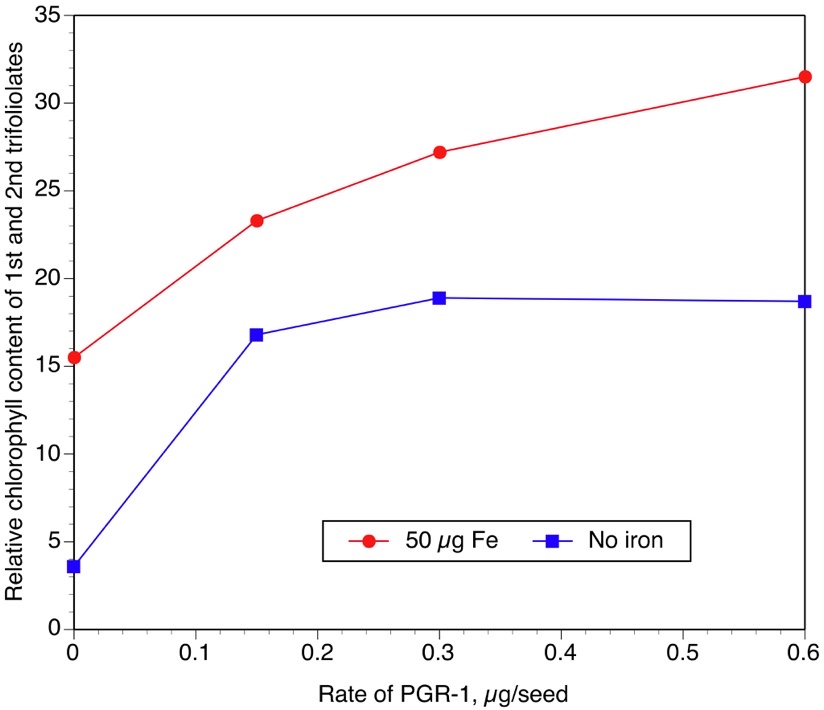 Relative chlorophyll content of 1st and 2nd trifoliolates
35
30
25
20
15
10
5
0
0 0.1 0.2 0.3 0.4 0.5 0.6
50 µg Fe No iron
Rate of PGR-1, µg/seed